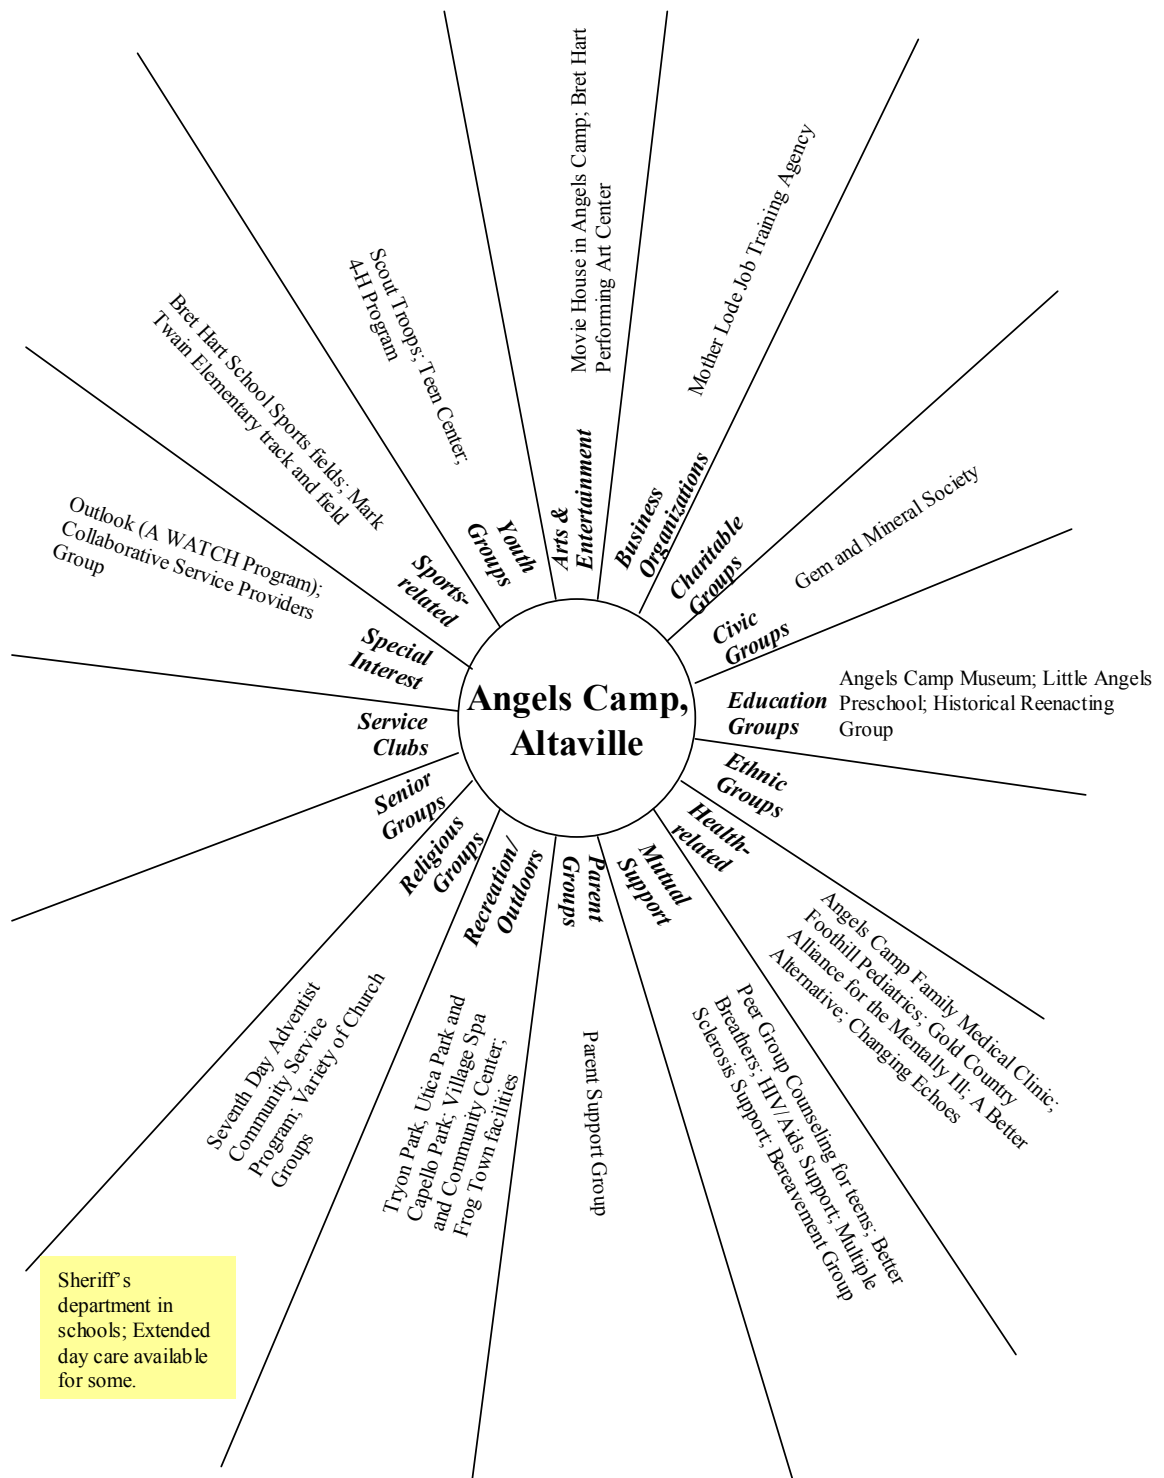 Angels Camp,
Altaville
Arts &
Entertainment
Movie House in Angels Camp; Bret Hart
Performing Art Center
Business
Organizations
Mother Lode Job Training Agency
Charitable
Groups
Civic
Groups
Gem and Mineral Society
Education
Groups
Angels Camp Museum; Little Angels
Preschool; Historical Reenacting
Group
Ethnic
Groups
Health-
related
Angels Camp Family Medical Clinic;
Foothill Pediatrics; Gold Country
Alliance for the Mentally Ill; A Better
Alternative; Changing Echoes
Mutual
Support
Peer Group Counseling for teens; Better
Breathers; HIV/Aids Support; Multiple
Sclerosis Support; Bereavement Group
Parent
Groups
Parent Support Group
Recreation/
Outdoors
Tryon Park, Utica Park and
Capello Park; Village Spa
and Community Center;
Frog Town facilities
Religious
Groups
Seventh Day Adventist
Community Service
Program; Variety of Church
Groups
Senior
Groups
Service
Clubs
Special
Interest
Outlook (A WATCH Program);
Collaborative Service Providers
Group
Sports-
related
Bret Hart School Sports fields; Mark
Twain Elementary track and field
Youth
Groups
Scout Troops; Teen Center;
4-H Program
Sheriff's
department in
schools; Extended
day care available
for some.